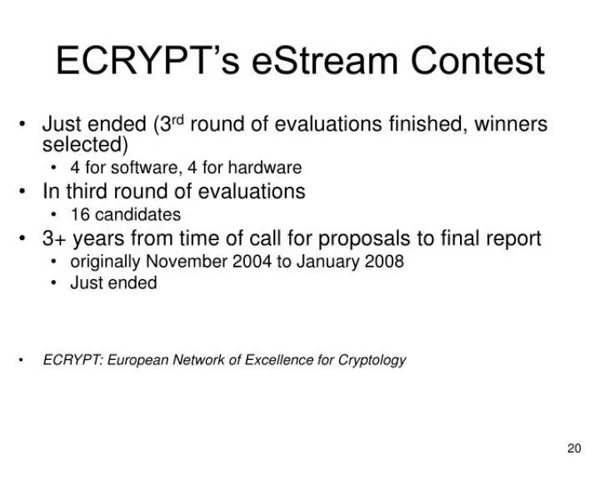 ECRYPT’s eStream Contest
• Just ended (3rd round of evaluations finished, winners
selected)
• 4 for software, 4 for hardware
• In third round of evaluations
• 16 candidates
• 3+ years from time of call for proposals to final report
• originally November 2004 to January 2008
• Just ended
• ECRYPT: European Network of Excellence for Cryptology
20